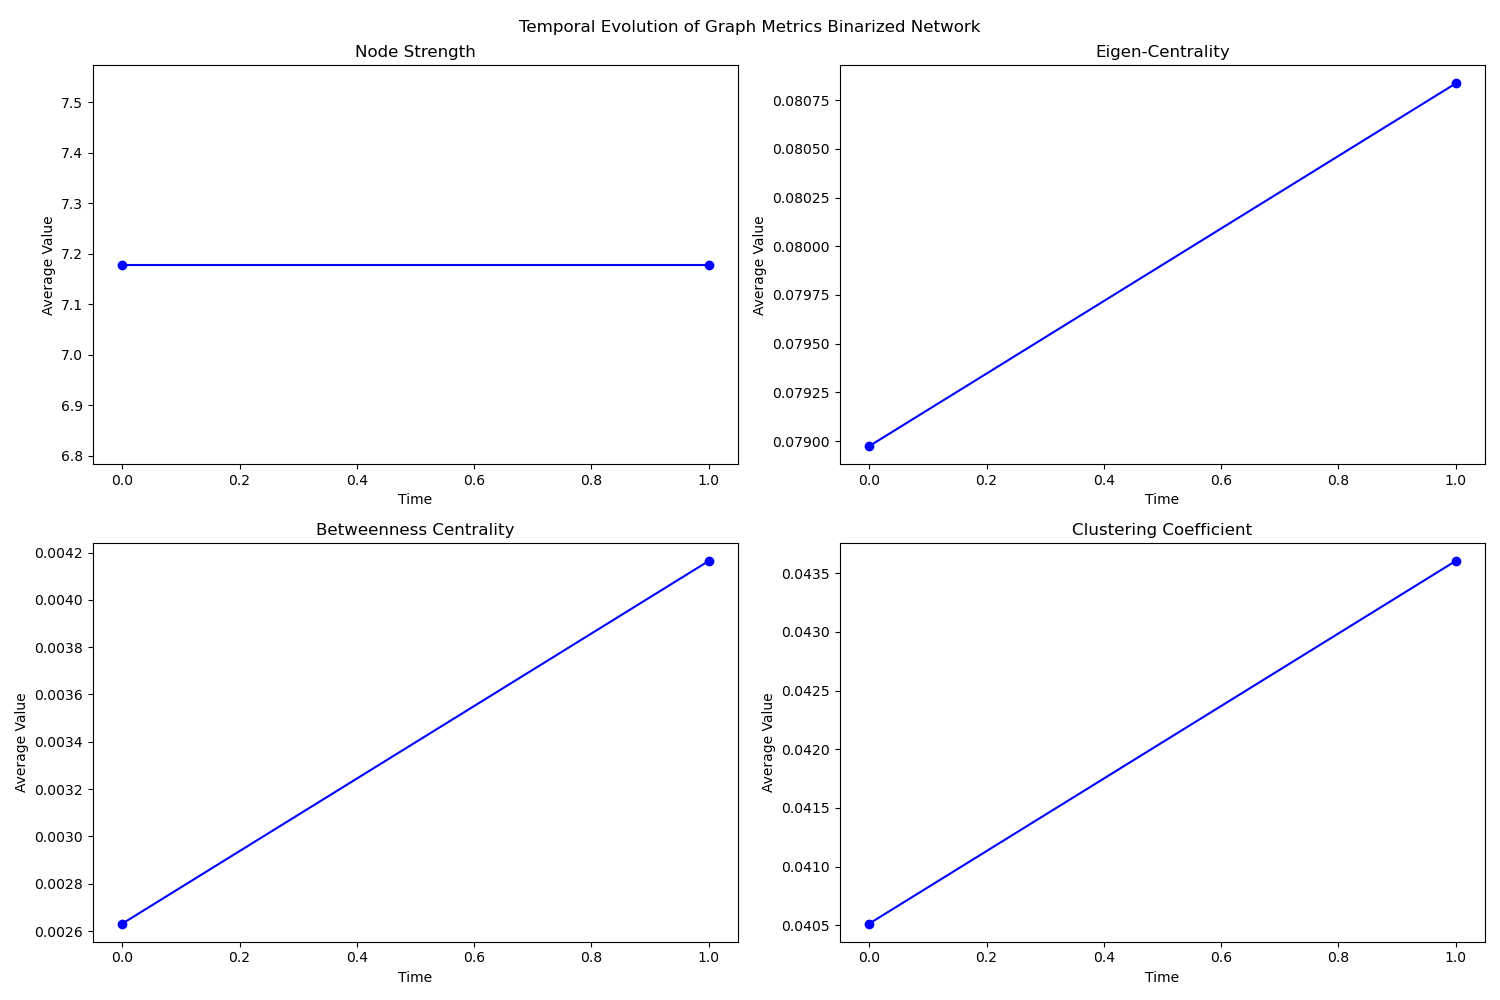 Temporal Evolution of Graph Metrics Binarized Network
Node Strength
7.5
7.4
7.3
7.2
7.1
7.0
6.9
6.8
Average Value
0.0 0.2 0.4 0.6 0.8 1.0
Time
Eigen-Centrality
0.08075
0.08050
0.08025
0.08000
0.07975
0.07950
0.07925
0.07900
Average Value
0.0 0.2 0.4 0.6 0.8 1.0
Time
Betweenness Centrality
0.0042
0.0040
0.0038
0.0036
0.0034
0.0032
0.0030
0.0028
0.0026
Average Value
0.0 0.2 0.4 0.6 0.8 1.0
Time
Clustering Coefficient
0.0435
0.0430
0.0425
0.0420
0.0415
0.0410
0.0405
Average Value
0.0 0.2 0.4 0.6 0.8 1.0
Time